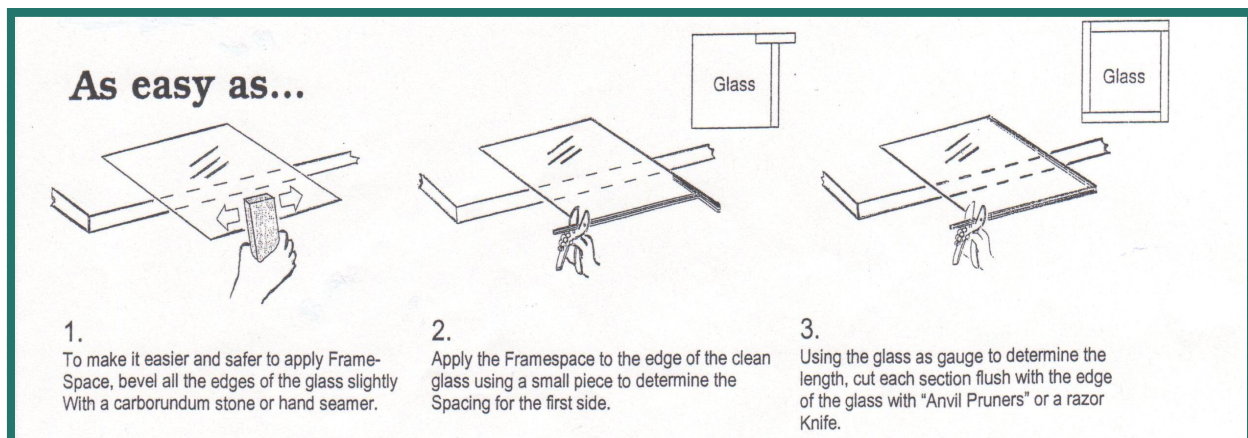 As easy as...
Glass
Glass
1.
To make it easier and safer to apply Frame-
Space, bevel all the edges of the glass slightly
With a carborundum stone or hand seamer.
2.
Apply the Framespace to the edge of the clean
glass using a small piece to determine the
Spacing for the first side.
3.
Using the glass as gauge to determine the
length, cut each section flush with the edge
of the glass with “Anvil Pruners” or a razor
Knife.